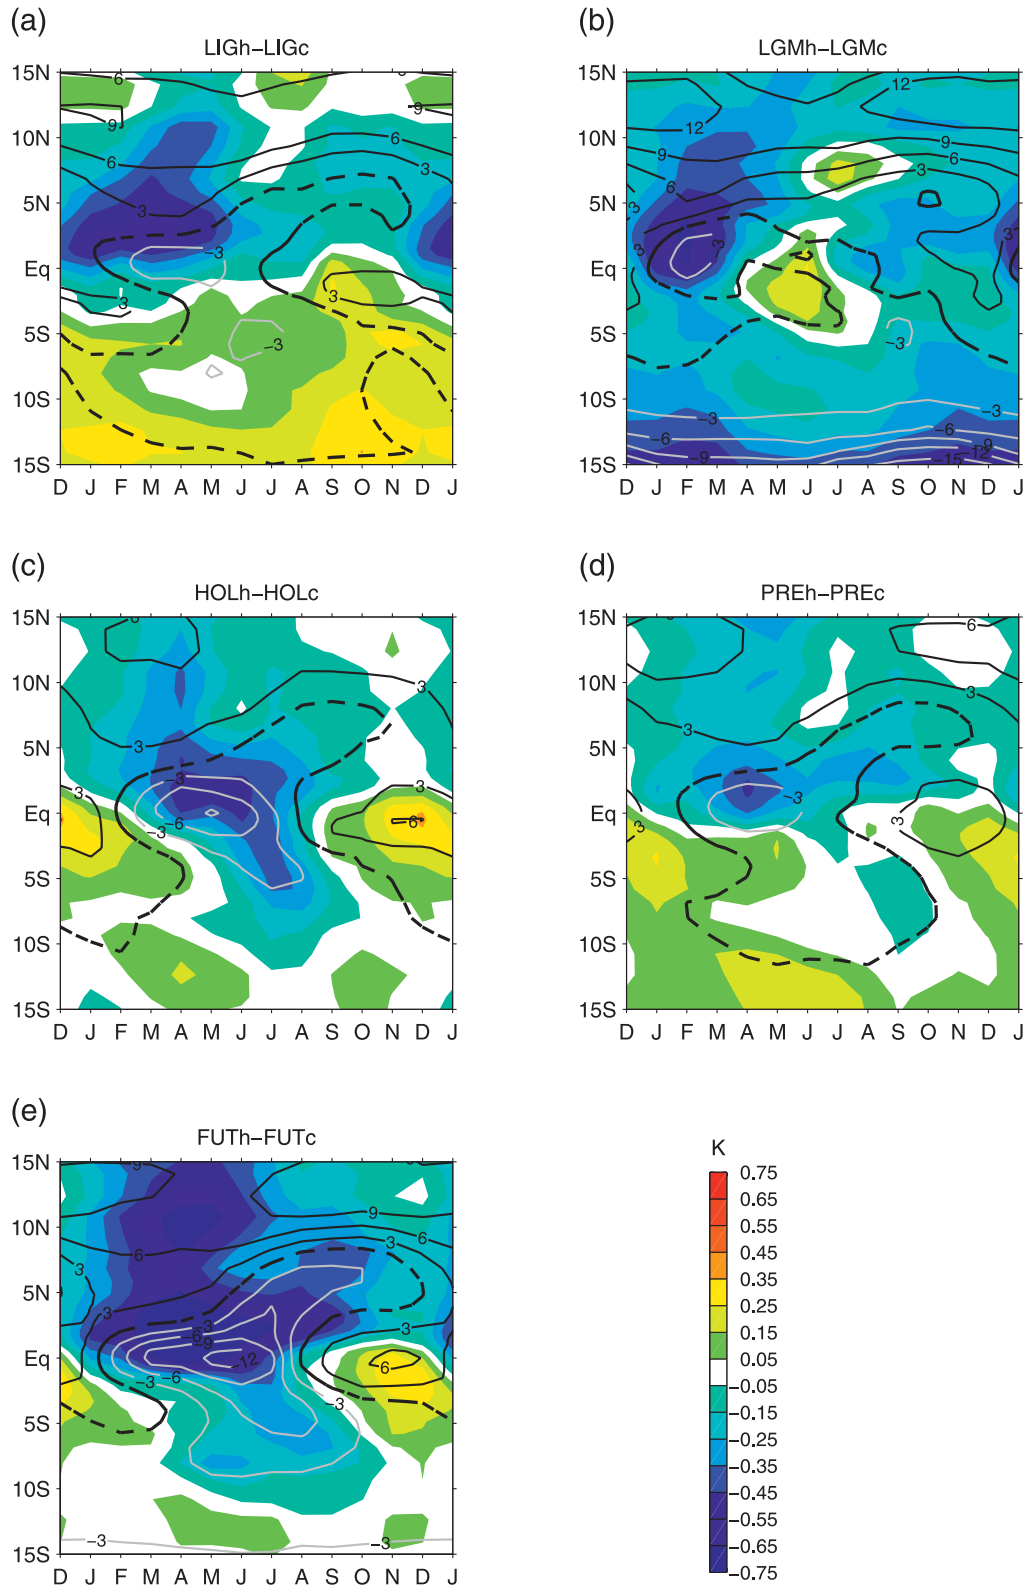 (a)
LIGh−LIGc
15N
10N
5N
Eq
5S
10S
15S
D J F M A M J J A S O N D J
6
9
6
6
3
3
−3
3
3
−3
(b)
LGMh−LGMc
15N
10N
5N
Eq
5S
10S
15S
D J F M A M J J A S O N D J
12
12
9
9
6
6
3
3
3
3
−3
−3
−3
−6
−6
−9
−9
−12
−15
(c)
HOLh−HOLc
15N
10N
5N
Eq
5S
10S
15S
D J F M A M J J A S O N D J
6
3
3
3
−3
−6
−3
6
(d)
PREh−PREc
15N
10N
5N
Eq
5S
10S
15S
D J F M A M J J A S O N D J
6
3
3
−3
3
3
(e)
FUTh−FUTc
15N
10N
5N
Eq
5S
10S
15S
D J F M A M J J A S O N D J
9
9
6
6
3
3
3
3
−3
−6
−9
−12
−3
−6
−3
6
−3
−3
K
0.75
0.65
0.55
0.45
0.35
0.25
0.15
0.05
−0.05
−0.15
−0.25
−0.35
−0.45
−0.55
−0.65
−0.75